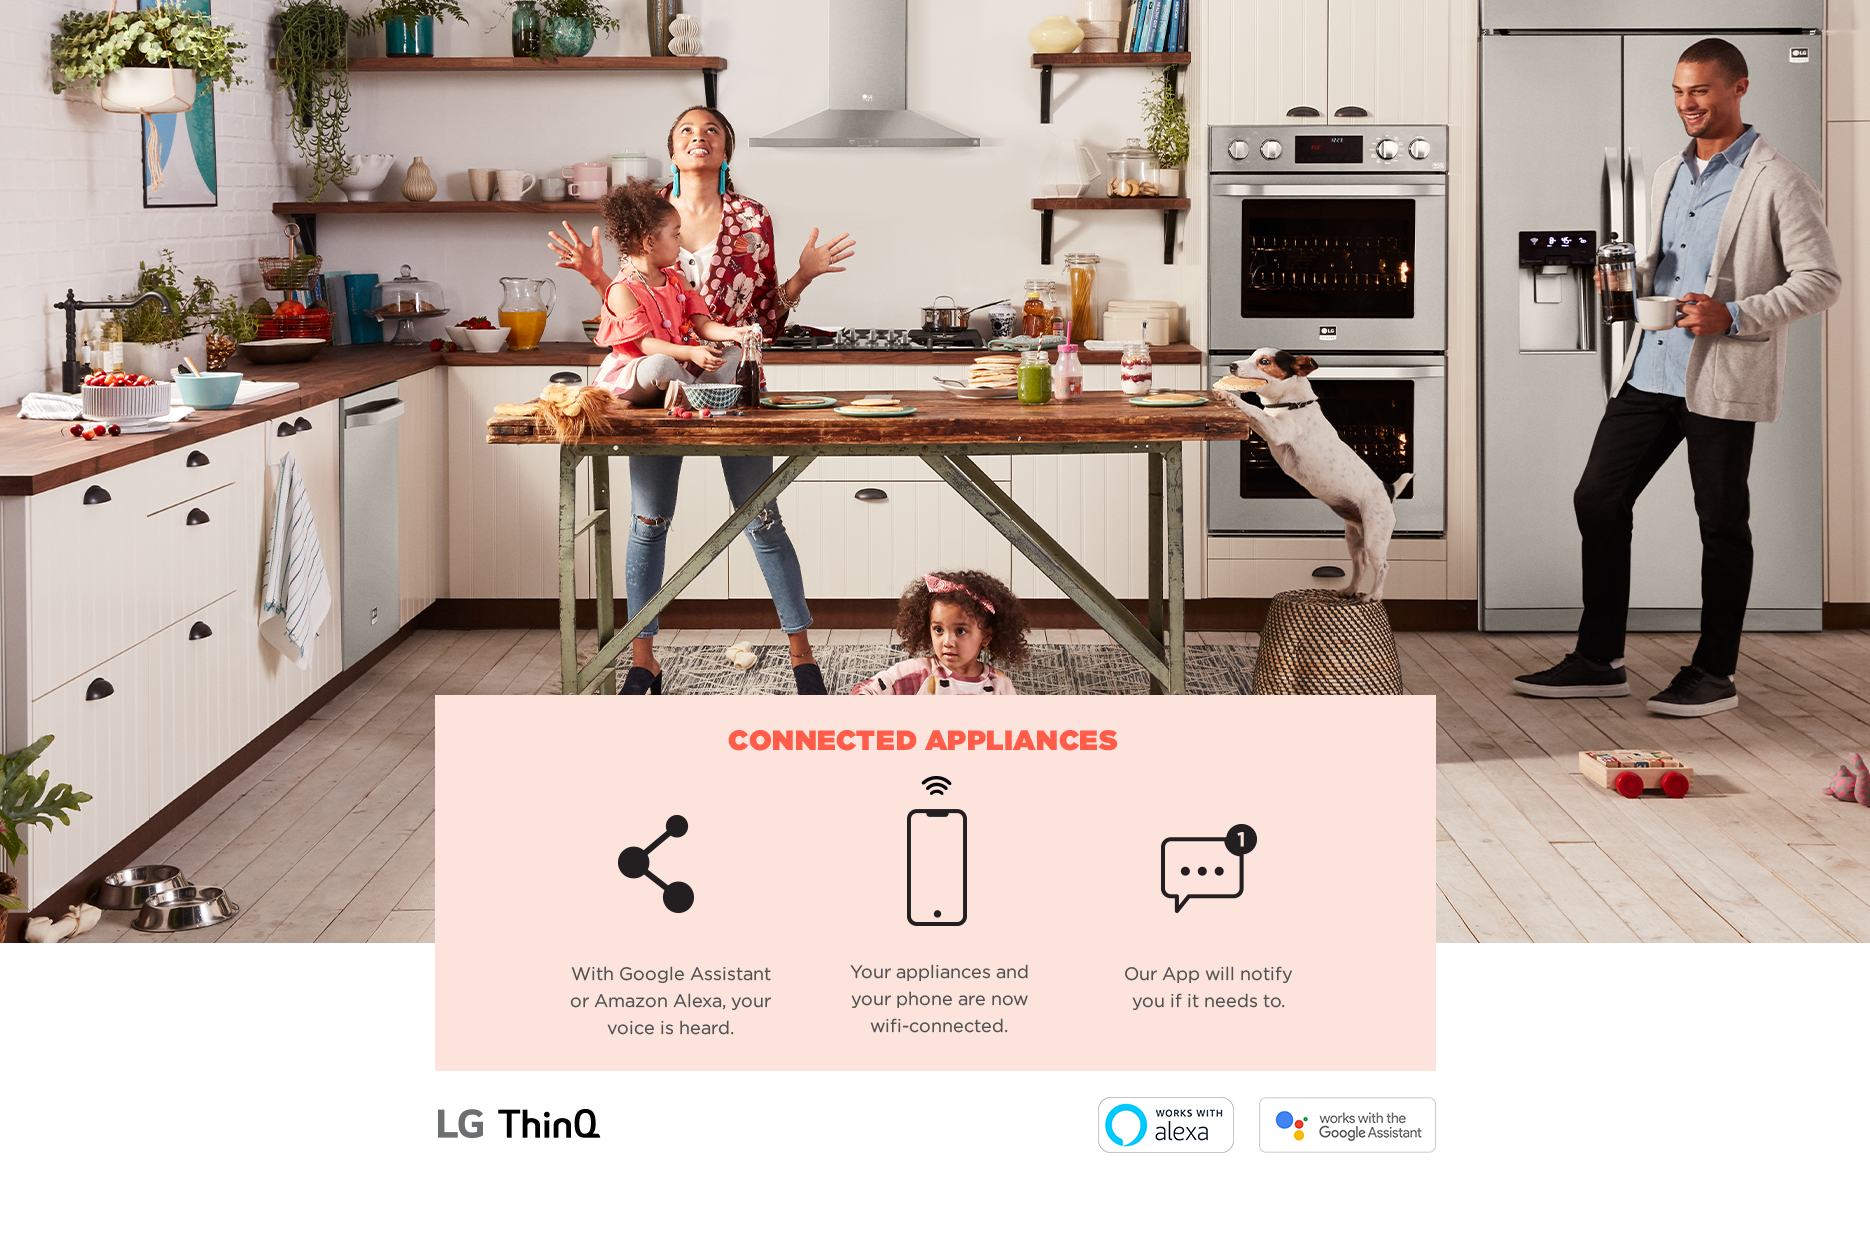 LG
LG
CONNECTED APPLIANCES
1
With Google Assistant
or Amazon Alexa, your
voice is heard.
Your appliances and
your phone are now
wifi-connected.
Our App will notify
you if it needs to.
LG ThinQ
WORKS WITH
alexa
works with the
Google Assistant